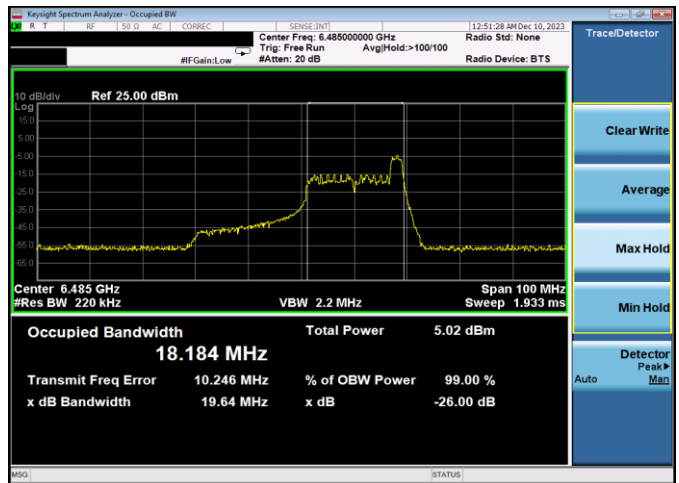 Keysight Spectrum Analyzer - Occupied BW
LXI R T RF 50 Ω AC CORREC SENSE:INT 12:51:28 AM Dec 10, 2023
Center Freq: 6.485000000 GHz Radio Std: None
Trig: Free Run Avg|Hold:>100/100
#IFGain:Low #Atten: 20 dB Radio Device: BTS
Trace/Detector
10 dB/div Ref 25.00 dBm
Log
15.0
5.00
-5.00
-15.0
-25.0
-35.0
-45.0
-55.0
-65.0
Center 6.485 GHz Span 100 MHz
#Res BW 220 kHz VBW 2.2 MHz Sweep 1.933 ms
Occupied Bandwidth Total Power 5.02 dBm
18.184 MHz
Transmit Freq Error 10.246 MHz % of OBW Power 99.00 %
x dB Bandwidth 19.64 MHz x dB -26.00 dB
Clear Write
Average
Max Hold
Min Hold
Detector
Peak▶
Auto Man
MSG STATUS